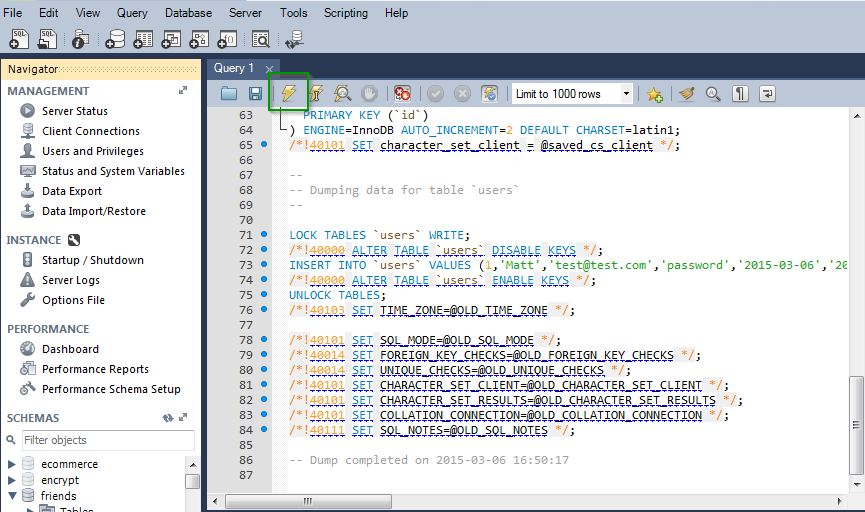 File Edit View Query Database Server Tools Scripting Help
Navigator
MANAGEMENT
Server Status
Client Connections
Users and Privileges
Status and System Variables
Data Export
Data Import/Restore
INSTANCE
Startup / Shutdown
Server Logs
Options File
PERFORMANCE
Dashboard
Performance Reports
Performance Schema Setup
SCHEMAS
Filter objects
ecommerce
encrypt
friends
Tables
Query 1
Limit to 1000 rows
63 PRIMARY KEY (`id`)
64 ) ENGINE=InnoDB AUTO_INCREMENT=2 DEFAULT CHARSET=latin1;
65 /*!40101 SET character_set_client = @saved_cs_client */;
66
67 --
68 -- Dumping data for table `users`
69 --
70
71 LOCK TABLES `users` WRITE;
72 /*!40000 ALTER TABLE `users` DISABLE KEYS */;
73 INSERT INTO `users` VALUES (1,'Matt','test@test.com','password','2015-03-06','20
74 /*!40000 ALTER TABLE `users` ENABLE KEYS */;
75 UNLOCK TABLES;
76 /*!40103 SET TIME_ZONE=@OLD_TIME_ZONE */;
77
78 /*!40101 SET SQL_MODE=@OLD_SQL_MODE */;
79 /*!40014 SET FOREIGN_KEY_CHECKS=@OLD_FOREIGN_KEY_CHECKS */;
80 /*!40014 SET UNIQUE_CHECKS=@OLD_UNIQUE_CHECKS */;
81 /*!40101 SET CHARACTER_SET_CLIENT=@OLD_CHARACTER_SET_CLIENT */;
82 /*!40101 SET CHARACTER_SET_RESULTS=@OLD_CHARACTER_SET_RESULTS */;
83 /*!40101 SET COLLATION_CONNECTION=@OLD_COLLATION_CONNECTION */;
84 /*!40111 SET SQL_NOTES=@OLD_SQL_NOTES */;
85
86 -- Dump completed on 2015-03-06 16:50:17
87